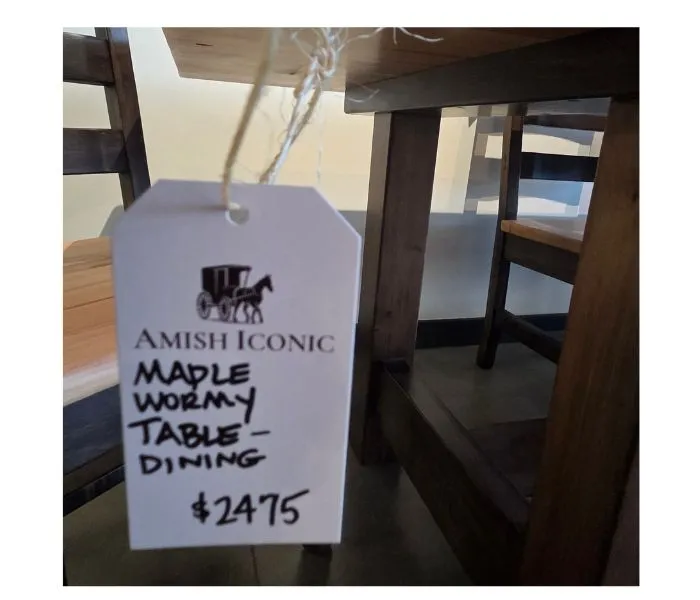 AMISH ICONIC
MAPLE
WORMY
TABLE -
DINING
$2475